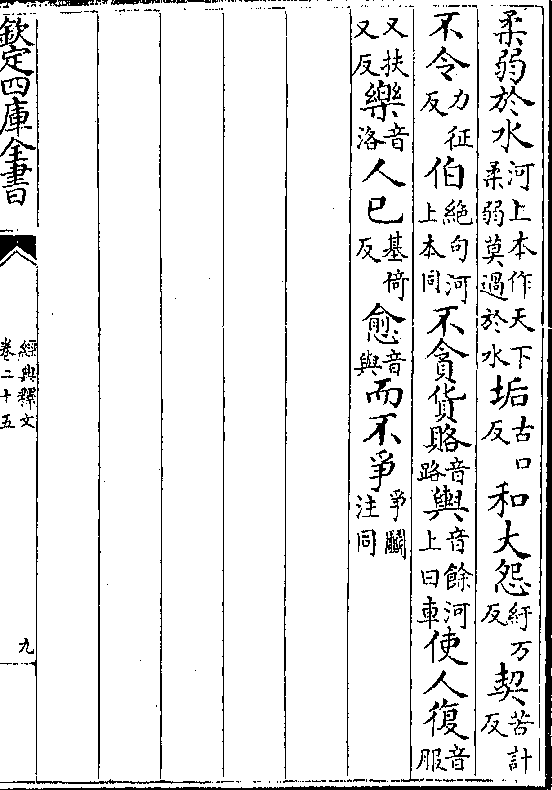 柔弱於水河上本作天下柔弱莫過於水垢古口反和大怨紆万反契苦計反
不令力征反伯絶句河上本同不貪貨賂音路輿音餘河上曰車使人復音服
又扶又反樂音洛人已基倚反愈音與而不爭爭鬬注同
欽定四庫全書
經典釋文
卷二十五
九